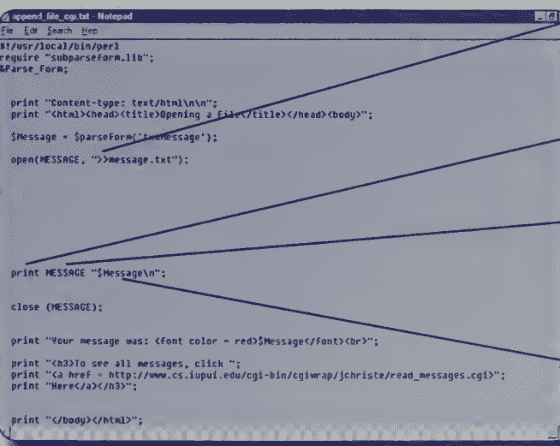 append_file_cgi.txt - Notepad
File Edit Search Help
#!/usr/local/bin/perl
require "subparseform.lib";
&Parse_Form;
print "Content-type: text/html\n\n";
print "<html><head><title>Opening a File</title></head><body>";
$Message = $parseform{'
open(MESSAGE, ">>message.txt");
print MESSAGE "$Message\n";
close (MESSAGE);
print "Your message was: <font color = red>$Message</font><br>";
print "<h3>To see all messages, click ";
print "<a href = http://www.cs.iupui.edu/cgi-bin/cgiwrap/jchriste/read_messages.cgi>";
print "Here</a></h3>";
print "</body></html>";